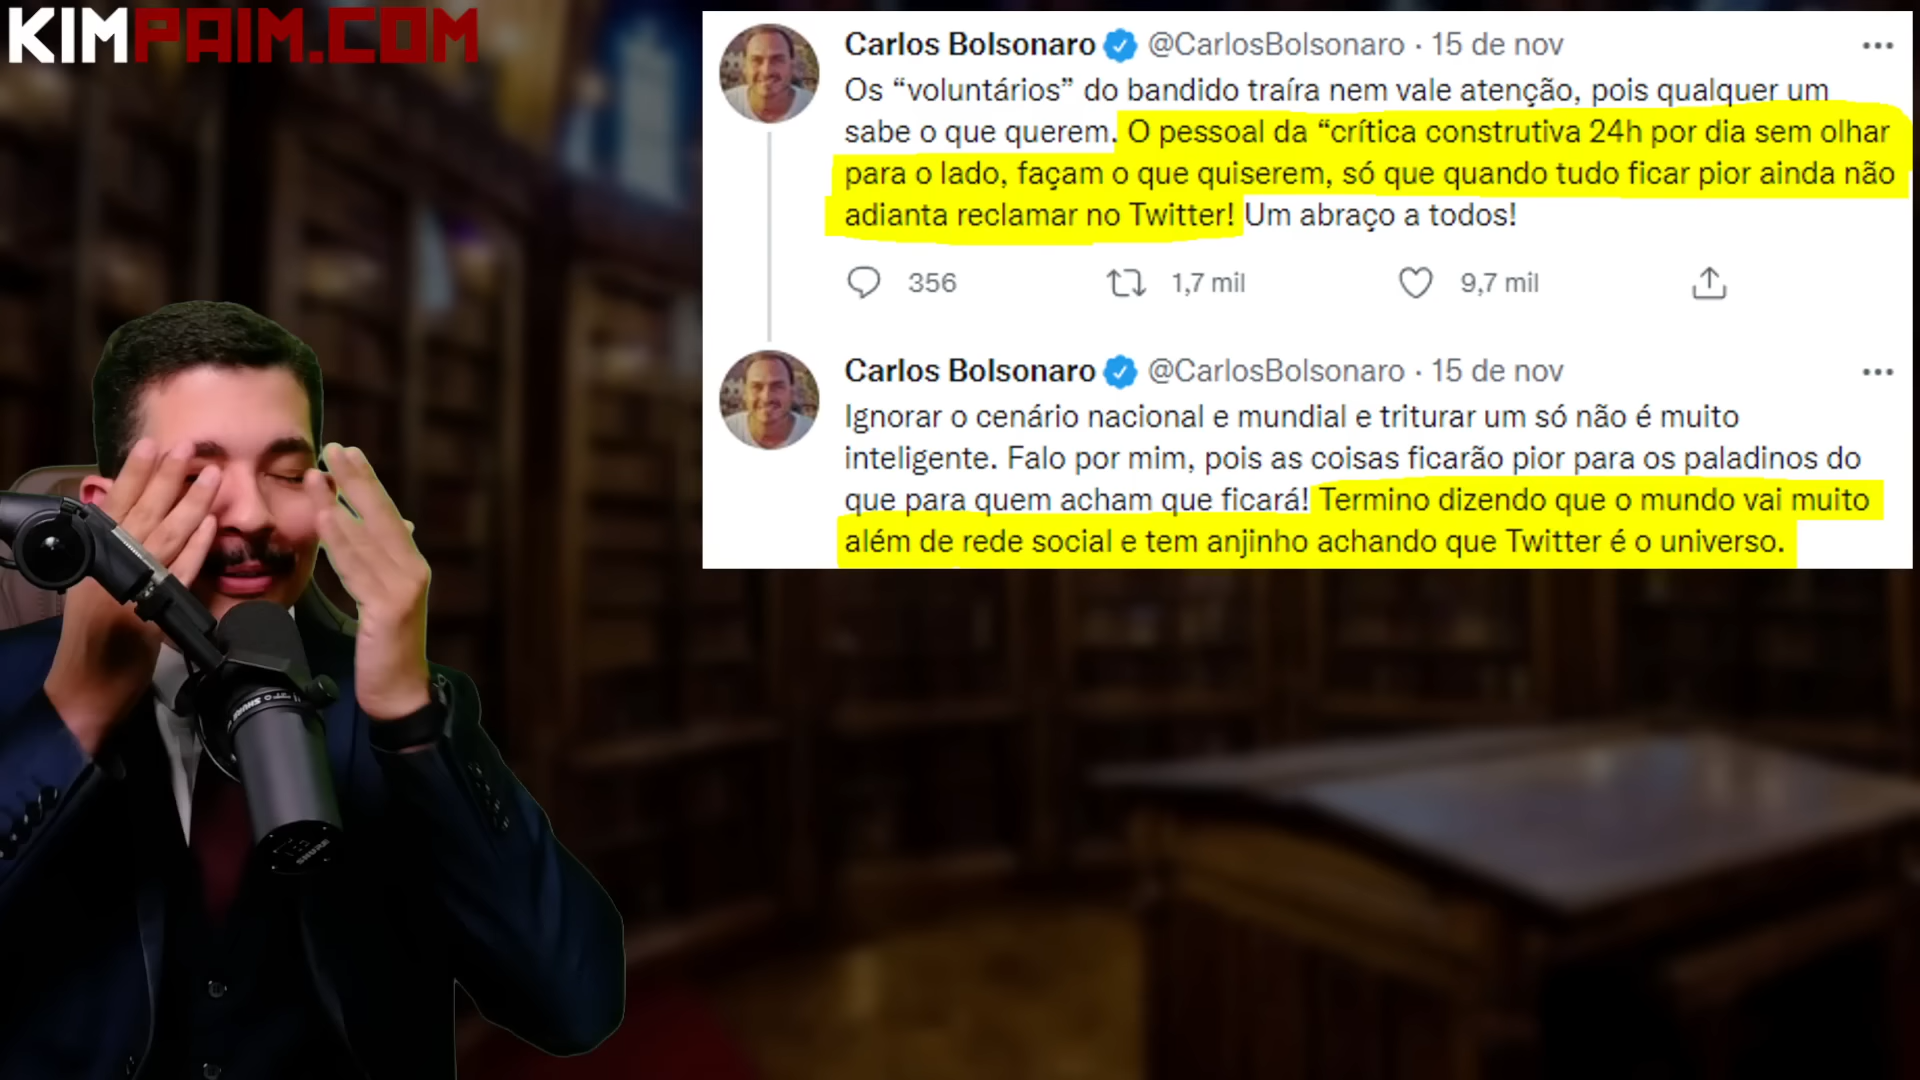 KIMPAIM.COM
Carlos Bolsonaro @CarlosBolsonaro · 15 de nov
Os “voluntários” do bandido traíra nem vale atenção, pois qualquer um
sabe o que querem. O pessoal da “crítica construtiva 24h por dia sem olhar
para o lado, façam o que quiserem, só que quando tudo ficar pior ainda não
adianta reclamar no Twitter! Um abraço a todos!
356 1,7 mil 9,7 mil
Carlos Bolsonaro @CarlosBolsonaro · 15 de nov
Ignorar o cenário nacional e mundial e triturar um só não é muito
inteligente. Falo por mim, pois as coisas ficarão pior para os paladinos do
que para quem acham que ficará! Termino dizendo que o mundo vai muito
além de rede social e tem anjinho achando que Twitter é o universo.
SHURE
SHURE